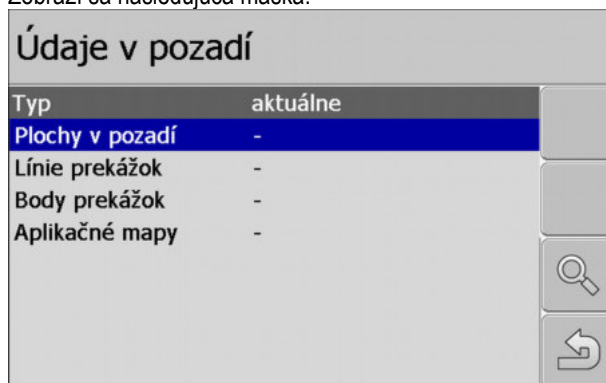 Zobrazí sa nasledujúca maska:
Údaje v pozadí
Typ aktuálne
Plochy v pozadí -
Línie prekážok -
Body prekážok -
Aplikačné mapy -